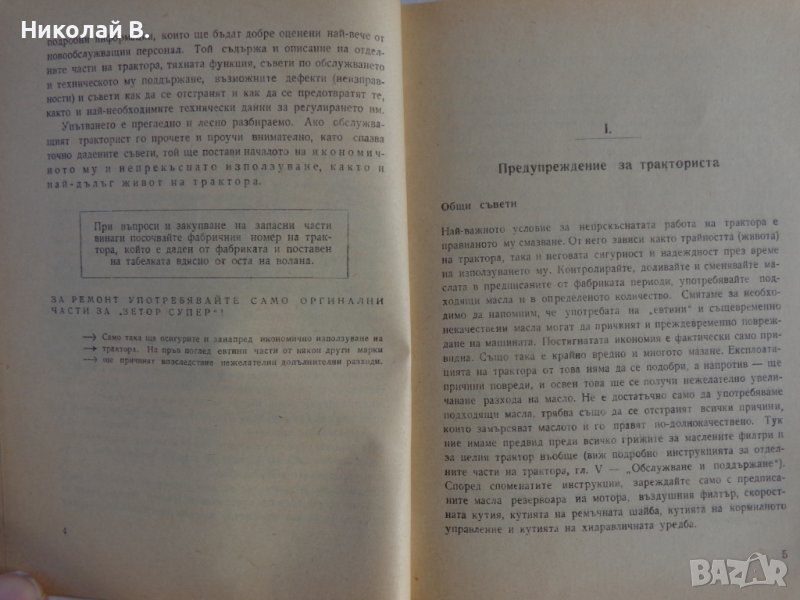 Николай В.
подробни информации, които ще бъдат добре оценени най-вече от
новообслужващия персонал. Той съдържа и описание на отдел-
ните части на трактора, тяхната функция, съвети по обслужването
и техническото му поддържане, възможните дефекти (неизправ-
ности) и съвети как да се отстранят и как да се предотвратят те,
както и най-необходимите технически данни за регулирането им.
Упътването е прегледно и лесно разбираемо. Ако обслужва-
щият тракторист го прочете и проучи внимателно, като спазва
точно дадените съвети, той ще постави началото на икономич-
ното му и непрекъснато използуване, както и
най-дълъг живот на трактора.
При въпроси и закупване на запасни части
винаги посочвайте фабричния номер на трак-
тора, който е даден от фабриката и поставен
на табелката вдясно от оста на волана.
ЗА РЕМОНТ УПОТРЕБЯВАЙТЕ САМО ОРГИНАЛНИ
ЧАСТИ ЗА „ЗЕТОР СУПЕР“!
Само така ще осигурите и занапред икономично използуване на
трактора. На пръв поглед евтини части от някои други марки
ще причинят впоследствие нежелателни допълнителни разходи.
4
I.
Предупреждение за тракториста
Общи съвети
Най-важното условие за непрекъснатата работа на трактора е
правианото му смазване. От него зависи както трайността (живота)
на трактора, така и неговата сигурност и надеждност през време
на използуването му. Контролирайте, доливайте и сменявайте ма-
слата в предписаните от фабриката периоди, употребявайте под-
ходящи масла и в определеното количество. Смитаме за необхо-
димо да напомним, че употребата на „евтини“ и същевременно
некачествени масла могат да причинят и преждевременно повреж-
дане на машината. Постигнатата икономия е фактически само при-
видна. Също така е крайно вредно и многото мазане. Експлоата-
цията на трактора от това няма да се подобри, а напротив — ще
причини повреди, и освен това ще се получи нежелателно увели-
чаване разхода на масло. Не е достатъчно само да употребяваме
подходящи масла, трябва също да се отстранят всички причини,
които замърсяват маслото и го правят по-долнокачествено. Тук
ние имаме предвид преди всичко грижите за маслените филтри и
за целия трактор въобще (виж подробно инструкцията за отдел-
ните части на трактора, гл. V — „Обслужване и поддържане“).
Според споменатите инструкции, зареждайте само с предписа-
ните масла резервоара на мотора, въздушния филтър, скорост-
ната кутия, кутията на ремъчната шайба, кутията на кормилното
управление и кутията на хидравличната уредба.
5
BAZAR